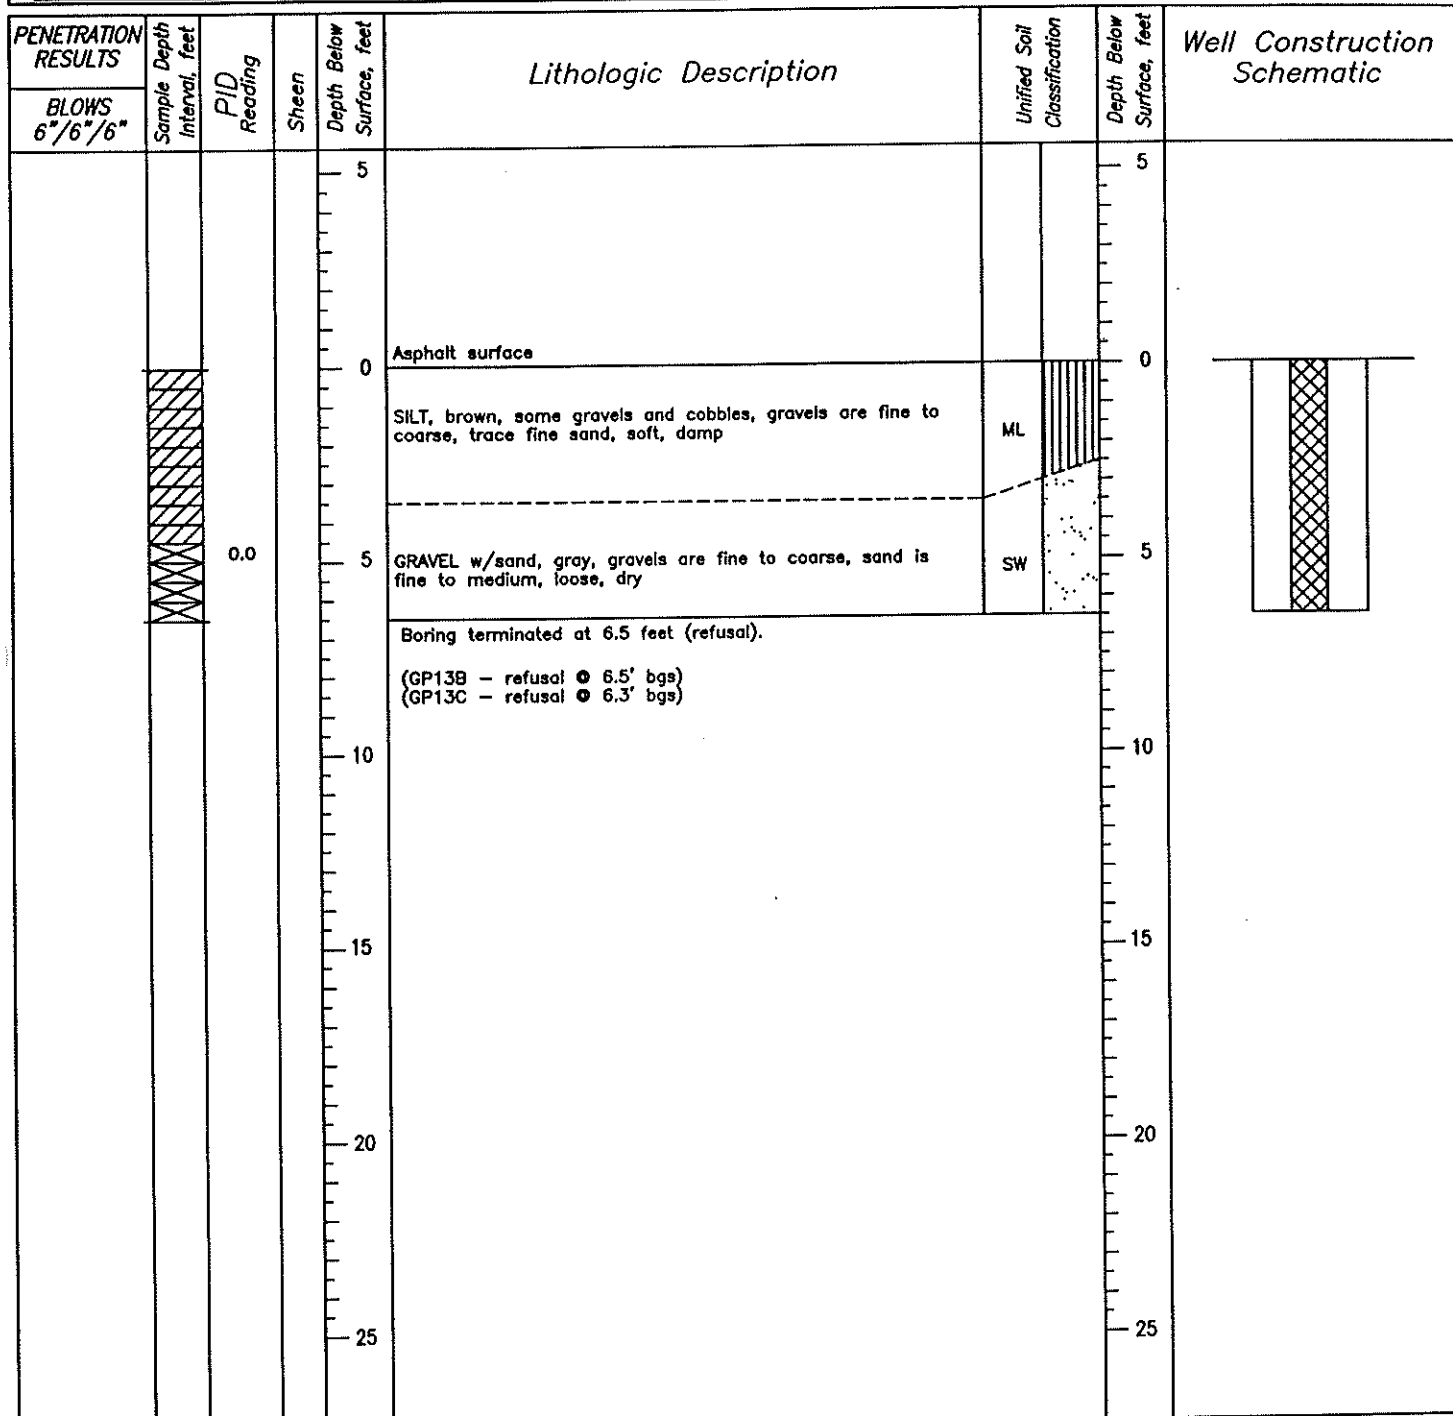 PENETRATION
RESULTS
BLOWS
6"/6"/6"
Sample Depth
Interval, feet
PID
Reading
Sheen
Depth Below
Surface, feet
Lithologic Description
Unified Soil
Classification
Depth Below
Surface, feet
Well Construction
Schematic
5
5
Asphalt surface
0
0
SILT, brown, some gravels and cobbles, gravels are fine to
coarse, trace fine sand, soft, damp
ML
0.0
5
GRAVEL w/sand, gray, gravels are fine to coarse, sand is
fine to medium, loose, dry
SW
5
Boring terminated at 6.5 feet (refusal).
(GP13B – refusal @ 6.5' bgs)
(GP13C – refusal @ 6.3' bgs)
10
10
15
15
20
20
25
25